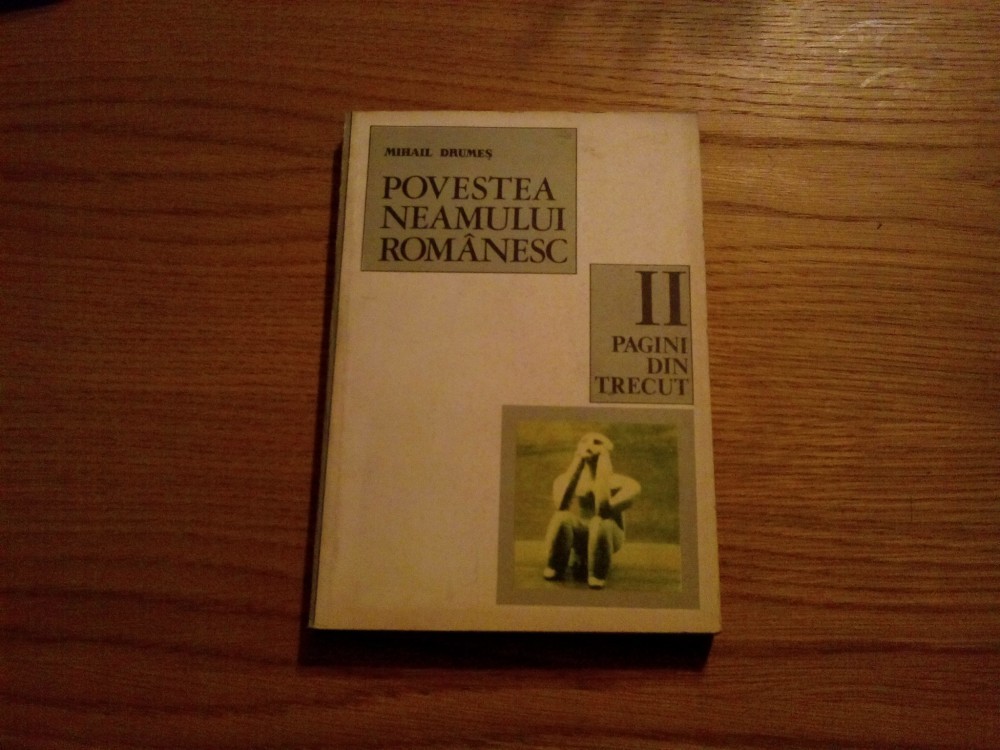 MIHAIL DRUMEȘ
POVESTEA
NEAMULUI
ROMÂNESC
II
PAGINI
DIN
TRECUT